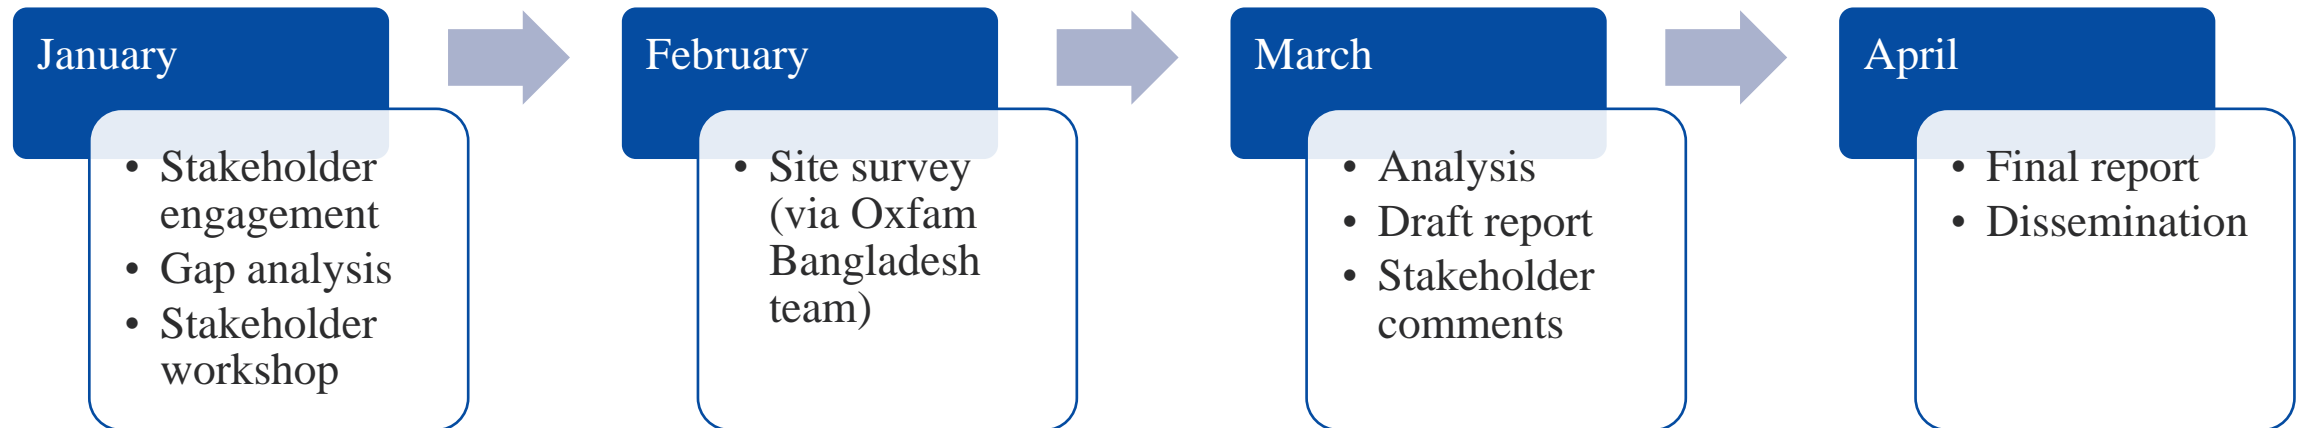 January
• Stakeholder
engagement
• Gap analysis
• Stakeholder
workshop
February
• Site survey
(via Oxfam
Bangladesh
team)
March
• Analysis
• Draft report
• Stakeholder
comments
April
• Final report
• Dissemination